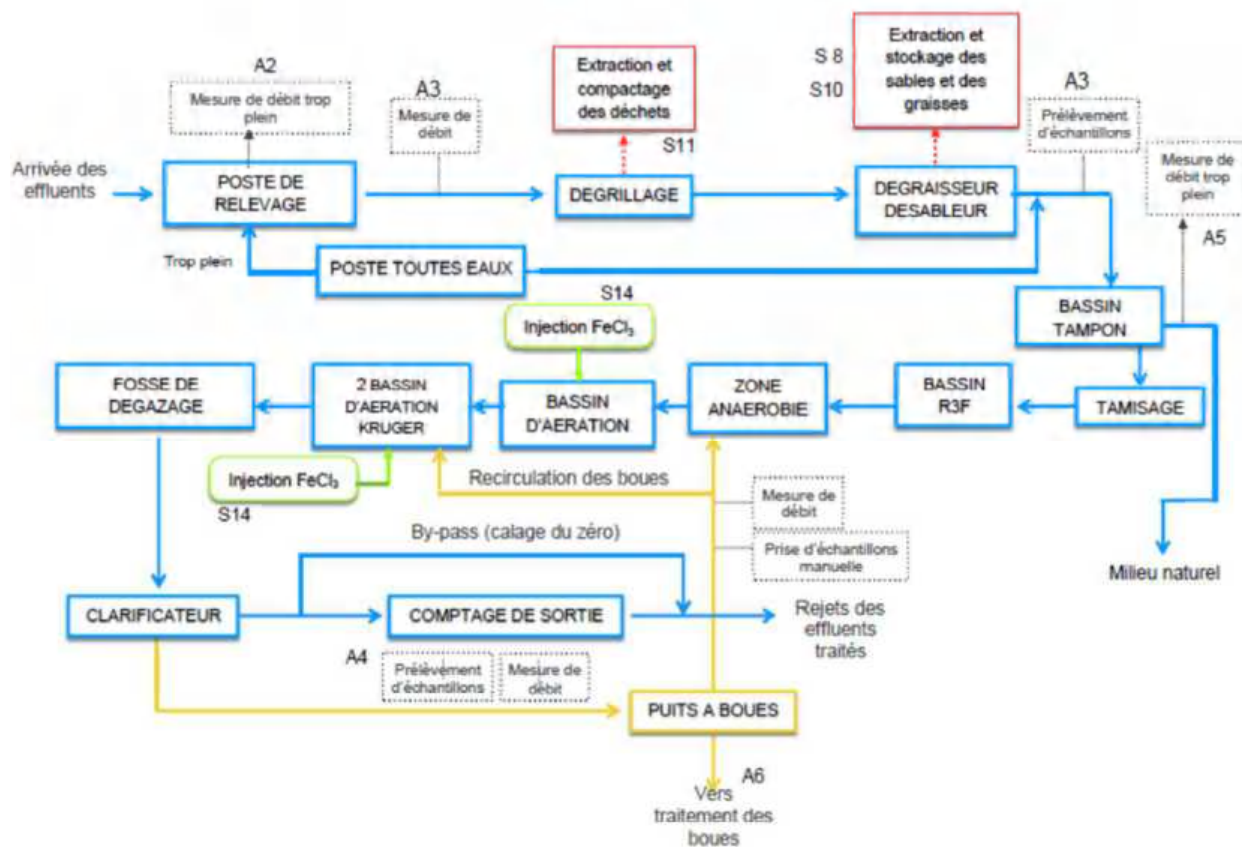 A2
Mesure de débit trop
plein
A3
Mesure de
débit
Extraction et
compactage
des déchets
S11
S 8
S10
Extraction et
stockage des
sables et des
graisses
A3
Prélèvement
d'échantillons
Mesure de
débit trop
plein
A5
Arrivée des
effluents
POSTE DE
RELEVAGE
DEGRILLAGE
DEGRAISSEUR
DESABLEUR
Trop plein
POSTE TOUTES EAUX
S14
Injection FeCl₃
BASSIN
TAMPON
FOSSE DE
DEGAZAGE
2 BASSIN
D'AERATION
KRUGER
BASSIN
D'AERATION
ZONE
ANAEROBIE
BASSIN
R3F
TAMISAGE
Injection FeCl₃
S14
Recirculation des boues
Mesure de
débit
Prise d'échantillons
manuelle
By-pass (calage du zéro)
Milieu naturel
CLARIFICATEUR
COMPTAGE DE SORTIE
Rejets des
effluents
traités
A4
Prélèvement
d'échantillons
Mesure de
débit
PUITS A BOUES
A6
Vers
traitement des
boues